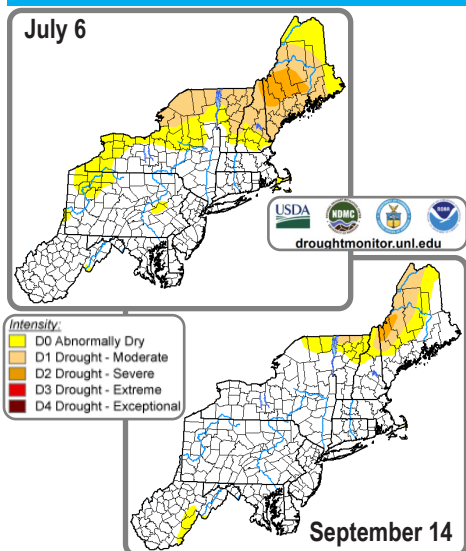 July 6
USDA
NDMC
NOAA
droughtmonitor.unl.edu
Intensity:
D0 Abnormally Dry
D1 Drought - Moderate
D2 Drought - Severe
D3 Drought - Extreme
D4 Drought - Exceptional
September 14